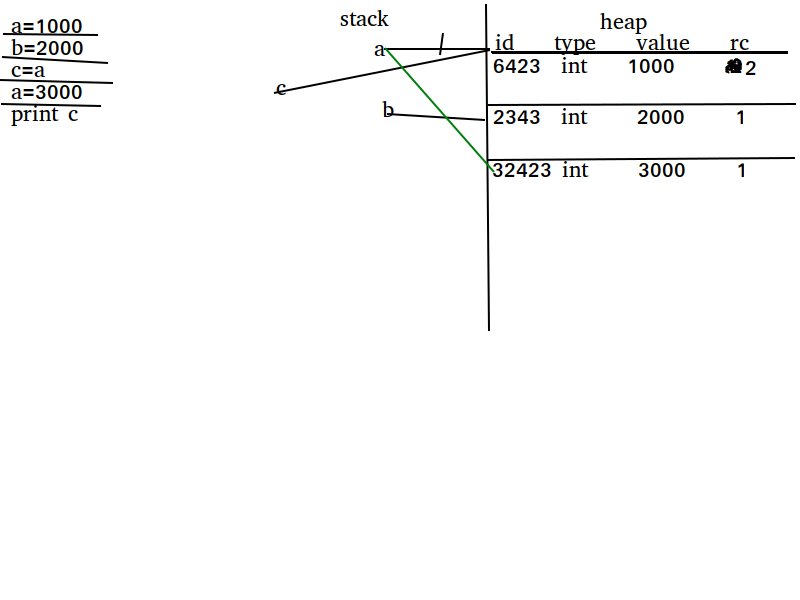 a=1000
b=2000
c=a
a=3000
print c
stack
heap
id type value rc
a
6423 int 1000 2
c
b
2343 int 2000 1
32423 int 3000 1